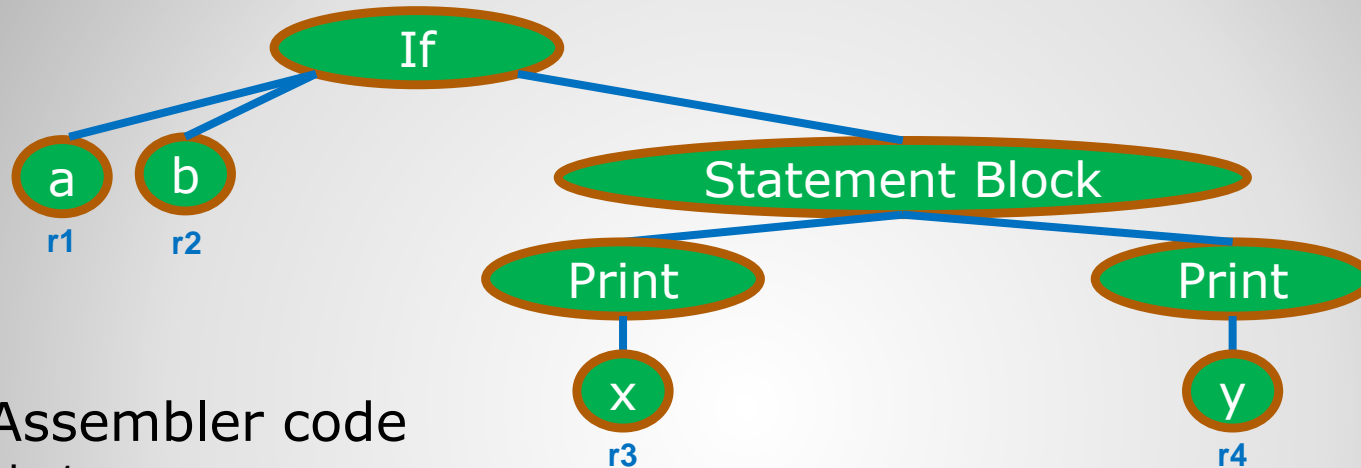 If
a b Statement Block
r1 r2
Print Print
x y
Assembler code
r3 r4